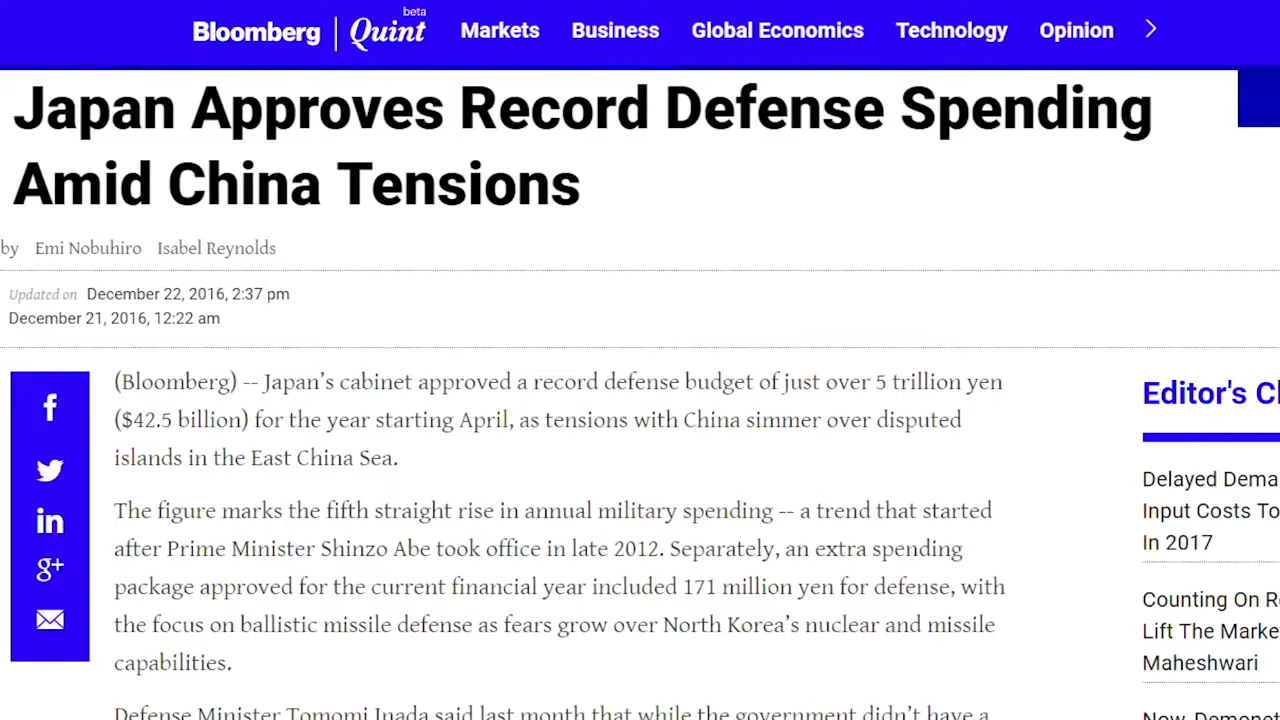 beta
Bloomberg | Quint Markets Business Global Economics Technology Opinion
Japan Approves Record Defense Spending
Amid China Tensions
by Emi Nobuhiro Isabel Reynolds
Updated on December 22, 2016, 2:37 pm
December 21, 2016, 12:22 am
(Bloomberg) -- Japan’s cabinet approved a record defense budget of just over 5 trillion yen
($42.5 billion) for the year starting April, as tensions with China simmer over disputed
islands in the East China Sea.
The figure marks the fifth straight rise in annual military spending -- a trend that started
after Prime Minister Shinzo Abe took office in late 2012. Separately, an extra spending
package approved for the current financial year included 171 million yen for defense, with
the focus on ballistic missile defense as fears grow over North Korea’s nuclear and missile
capabilities.
Defense Minister Tomomi Inada said last month that while the government didn’t have a
Editor's
Delayed
Input Costs To
In 2017
Counting On
Lift The
Maheshwari